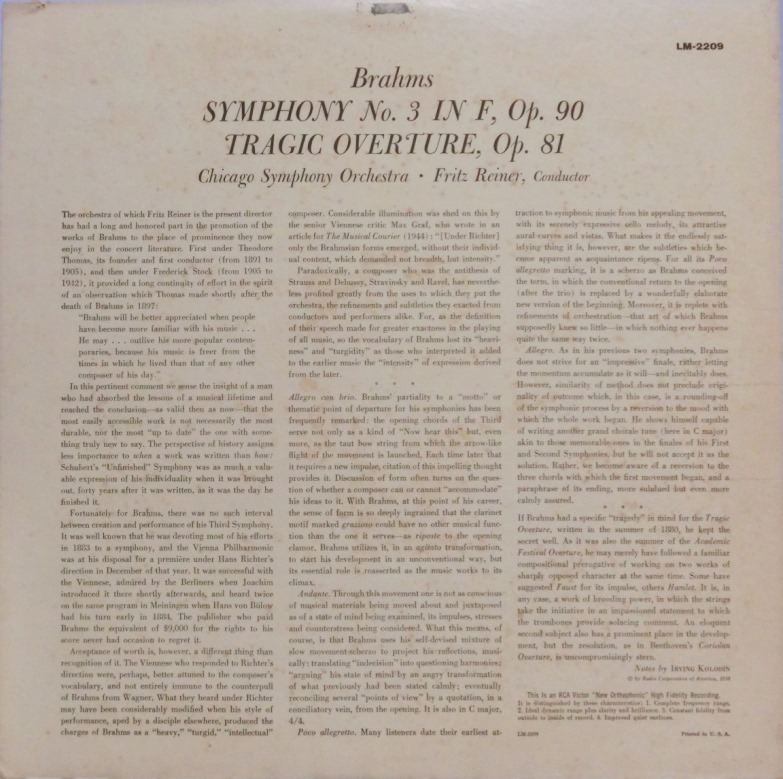 LM-2209
Brahms
SYMPHONY No. 3 IN F, Op. 90
TRAGIC OVERTURE, Op. 81
Chicago Symphony Orchestra • Fritz Reiner, Conductor
The orchestra of which Fritz Reiner is the present director
has had a long and honored part in the promotion of the
works of Brahms to the place of prominence they now
enjoy in the concert literature. First under Theodore
Thomas, its founder and first conductor (from 1891 to
1905), and then under Frederick Stock (from 1905 to
1942), it provided a long continuity of effort in the spirit
of an observation which Thomas made shortly after the
death of Brahms in 1897:
"Brahms will be better appreciated when people
have become more familiar with his music . . .
He may . . . outlive his more popular contem-
poraries, because his music is freer from the
times in which he lived than that of any other
composer of his day."
In this pertinent comment we sense the insight of a man
who had absorbed the lessons of a musical lifetime and
reached the conclusion—as valid then as now—that the
most easily accessible work is not necessarily the most
durable, nor the most "up to date" the one with some-
thing truly new to say. The perspective of history assigns
less importance to when a work was written than how:
Schubert's "Unfinished" Symphony was as much a valu-
able expression of his individuality when it was brought
out, forty years after it was written, as it was the day he
finished it.
Fortunately for Brahms, there was no such interval
between creation and performance of his Third Symphony.
It was well known that he was devoting most of his efforts
in 1883 to a symphony, and the Vienna Philharmonic
was at his disposal for a première under Hans Richter's
direction in December of that year. It was successful with
the Viennese, admired by the Berliners when Joachim
introduced it there shortly afterwards, and heard twice
on the same program in Meiningen when Hans von Bülow
had his turn early in 1884. The publisher who paid
Brahms the equivalent of $9,000 for the rights to his
score never had occasion to regret it.
Acceptance of worth is, however, a different thing than
recognition of it. The Viennese who responded to Richter's
direction were, perhaps, better attuned to the composer's
vocabulary, and not entirely immune to the counterpull
of Brahms from Wagner. What they heard under Richter
may have been considerably modified when his style of
performance, aped by a disciple elsewhere, produced the
charges of Brahms as a "heavy," "turgid," "intellectual"
composer. Considerable illumination was shed on this by
the senior Viennese critic Max Graf, who wrote in an
article for The Musical Courier (1944): "[Under Richter]
only the Brahmsian forms emerged, without their individ-
ual content, which demanded not breadth, but intensity."
Paradoxically, a composer who was the antithesis of
Strauss and Debussy, Stravinsky and Ravel, has neverthe-
less profited greatly from the uses to which they put the
orchestra, the refinements and subtleties they exacted from
conductors and performers alike. For, as the definition
of their speech made for greater exactness in the playing
of all music, so the vocabulary of Brahms lost its "heavi-
ness" and "turgidity" as those who interpreted it added
to the earlier music the "intensity" of expression derived
from the later.
• • •
Allegro con brio. Brahms' partiality to a "motto" or
thematic point of departure for his symphonies has been
frequently remarked: the opening chords of the Third
serve not only as a kind of "Now hear this" but, even
more, as the taut bow string from which the arrow-like
flight of the movement is launched. Each time later that
it requires a new impulse, citation of this impelling thought
provides it. Discussion of form often turns on the ques-
tion of whether a composer can or cannot "accommodate"
his ideas to it. With Brahms, at this point of his career,
the sense of form is so deeply ingrained that the clarinet
motif marked grazioso could have no other musical func-
tion than the one it serves—as riposte to the opening
clamor. Brahms utilizes it, in an agitato transformation,
to start his development in an unconventional way, but
its essential role is reasserted as the music works to its
climax.
Andante. Through this movement one is not as conscious
of musical materials being moved about and juxtaposed
as of a state of mind being examined, its impulses, stresses
and counterstress being considered. What this means, of
course, is that Brahms uses his self-devised mixture of
slow movement-scherzo to project his reflections, musi-
cally: translating "indecision" into questioning harmonies;
"arguing" his state of mind by an angry transformation
of what previously had been stated calmly; eventually
reconciling several "points of view" by a quotation, in a
conciliatory vein, from the opening. It is also in C major,
4/4.
Poco allegretto. Many listeners date their earliest at-
traction to symphonic music from his appealing movement,
with its serenely expressive cello melody, its attractive
aural-curves and vistas. What makes it the endlessly sat-
isfying thing it is, however, are the subtleties which be-
come apparent as acquaintance ripens. For all its Poco
allegretto marking, it is a scherzo as Brahms conceived
the term, in which the conventional return to the opening
(after the trio) is replaced by a wonderfully elaborate
new version of the beginning. Moreover, it is replete with
refinements of orchestration—that art of which Brahms
supposedly knew so little—in which nothing ever happens
quite the same way twice.
Allegro. As in his previous two symphonies, Brahms
does not strive for an "impressive" finale, rather letting
the momentum accumulate as it will—and inevitably does.
However, similarity of method does not preclude origi-
nality of outcome which, in this case, is a rounding-off
of the symphonic process by a reversion to the mood with
which the whole work began. He shows himself capable
of writing another grand chorale tune (here in C major)
akin to those memorable ones in the finales of his First
and Second Symphonies, but he will not accept it as the
solution. Rather, we become aware of a reversion to the
three chords with which the first movement began, and a
paraphrase of its ending, more subdued but even more
calmly assured.
• • •
If Brahms had a specific "tragedy" in mind for the Tragic
Overture, written in the summer of 1880, he kept the
secret well. As it was also the summer of the Academic
Festival Overture, he may merely have followed a familiar
compositional prerogative of working on two works of
sharply opposed character at the same time. Some have
suggested Faust for its impulse, others Hamlet. It is, in
any case, a work of brooding power, in which the strings
take the initiative in an impassioned statement to which
the trombones provide solacing comment. An eloquent
second subject also has a prominent place in the develop-
ment, but the resolution, as in Beethoven's Coriolan
Overture, is uncompromisingly stern.
Notes by IRVING KOLODIN
© by Radio Corporation of America, 1958
This Is an RCA Victor "New Orthophonic" High Fidelity Recording.
It is distinguished by these characteristics: 1. Complete frequency range.
2. Ideal dynamic range plus clarity and brilliance. 3. Constant fidelity from
outside to inside of record. 4. Improved quiet surfaces.
LM-2209
Printed in U. S. A.